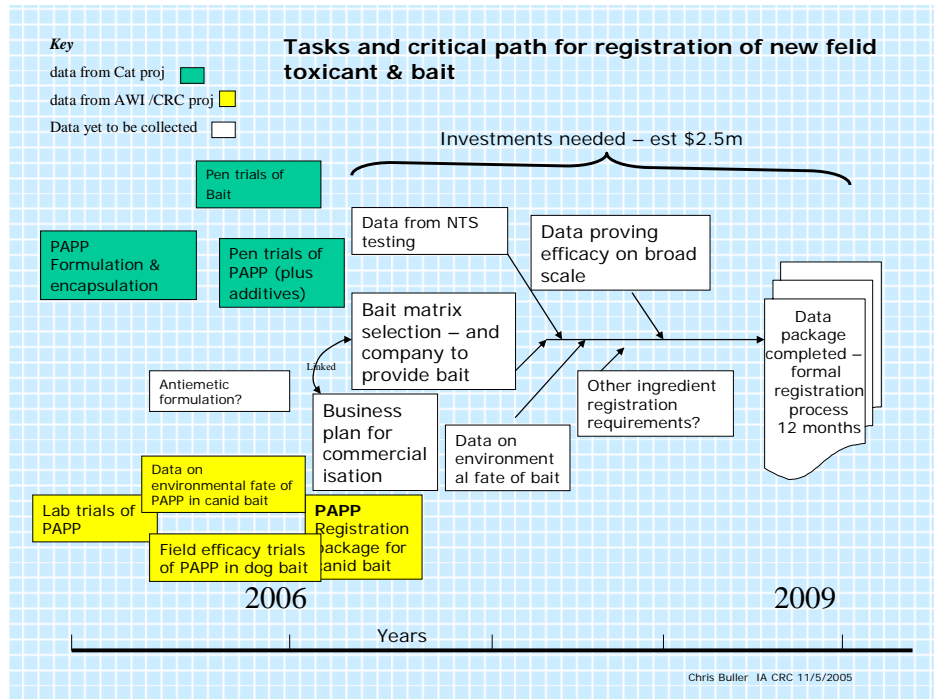 Key
Tasks and critical path for registration of new felid
toxicant & bait
data from Cat proj
data from AWI /CRC proj
Data yet to be collected
Investments needed – est $2.5m
Pen trials of
Bait
PAPP
Formulation &
encapsulation
Pen trials of
PAPP (plus
additives)
Data from NTS
testing
Data proving
efficacy on broad
scale
Bait matrix
selection – and
company to
provide bait
Linked
Data
package
completed –
formal
registration
process
12 months
Antiemetic
formulation?
Business
plan for
commercial
isation
Data on
environment
al fate of bait
Other ingredient
registration
requirements?
Data on
environmental fate of
PAPP in canid bait
Lab trials of
PAPP
Field efficacy trials
of PAPP in dog bait
PAPP
Registration
package for
canid bait
2006
2009
Years
Chris Buller IA CRC 11/5/2005